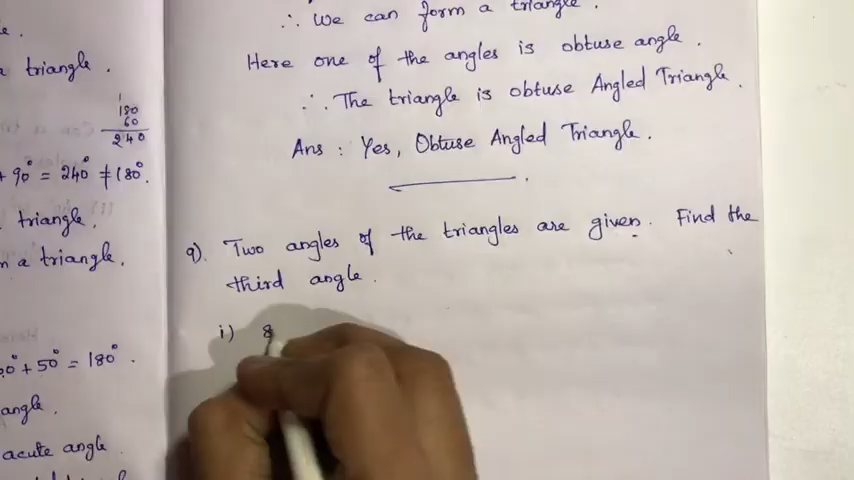 e.
a triangle.
1
180
60
240
+ 90° = 240° ≠ 180°.
triangle.
n a triangle.
0° + 50° = 180°.
angle.
acute angle
∴ We can form a triangle.
Here one of the angles is obtuse angle.
∴ The triangle is obtuse Angled Triangle.
Ans : Yes, Obtuse Angled Triangle.
9). Two angles of the triangles are given. Find the
third angle.
i) 8